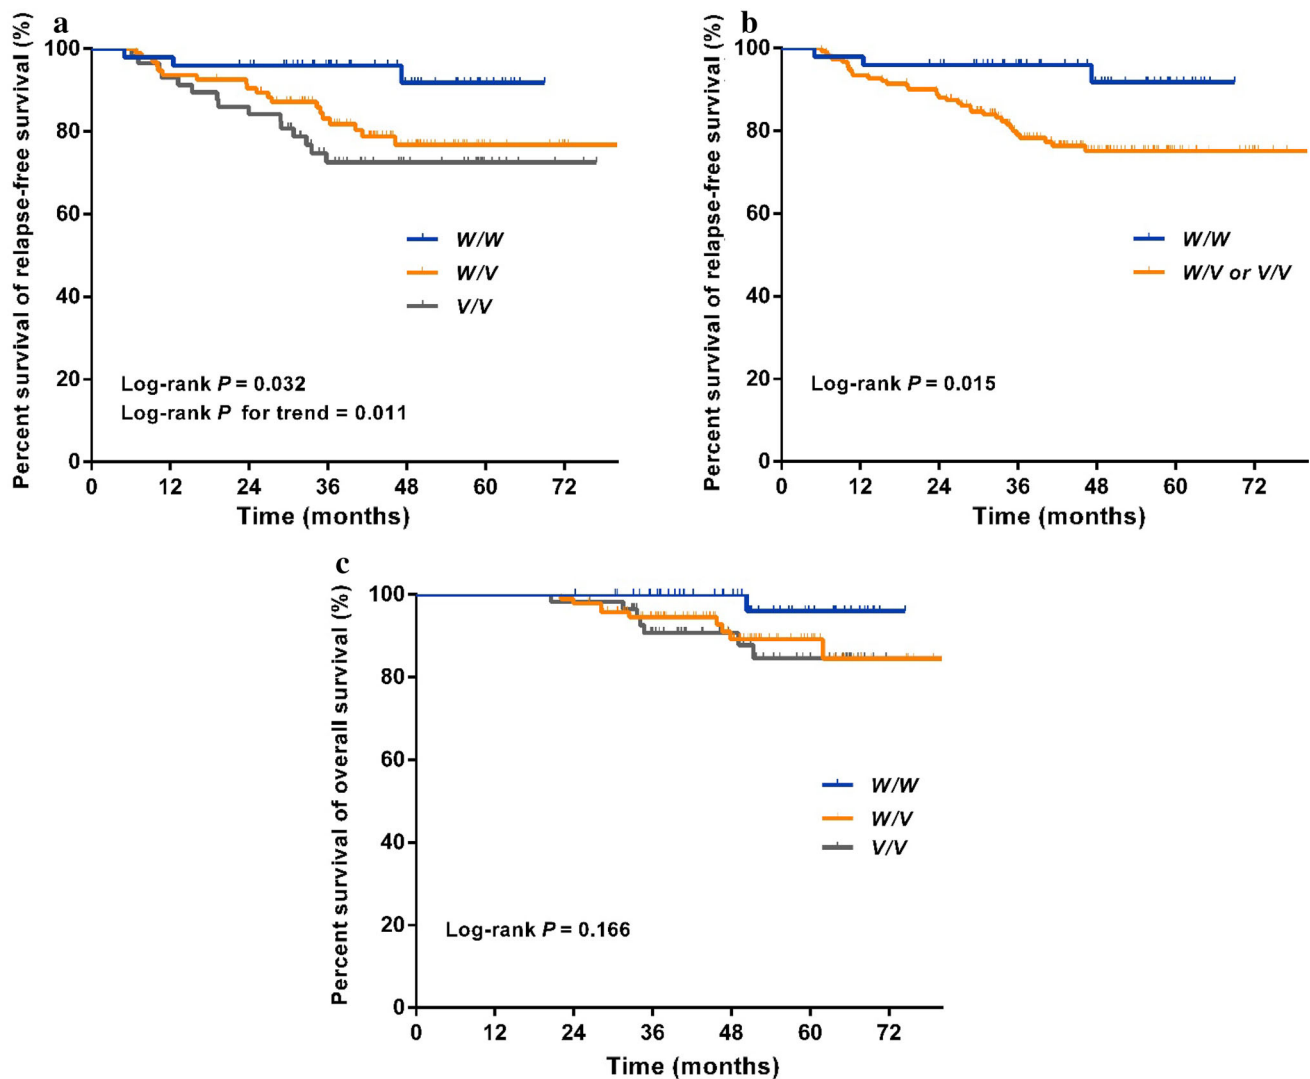 a
Percent survival of relapse-free survival (%)
100
80
60
40
20
0
W/W
W/V
V/V
Log-rank P = 0.032
Log-rank P for trend = 0.011
0 12 24 36 48 60 72
Time (months)
b
Percent survival of relapse-free survival (%)
100
80
60
40
20
0
W/W
W/V or V/V
Log-rank P = 0.015
0 12 24 36 48 60 72
Time (months)
c
Percent survival of overall survival (%)
100
80
60
40
20
0
W/W
W/V
V/V
Log-rank P = 0.166
0 12 24 36 48 60 72
Time (months)